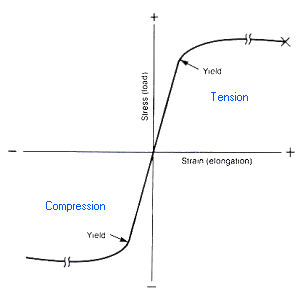 +
Yield
Tension
Stress (load)
−
Strain (elongation)
+
Compression
Yield
−